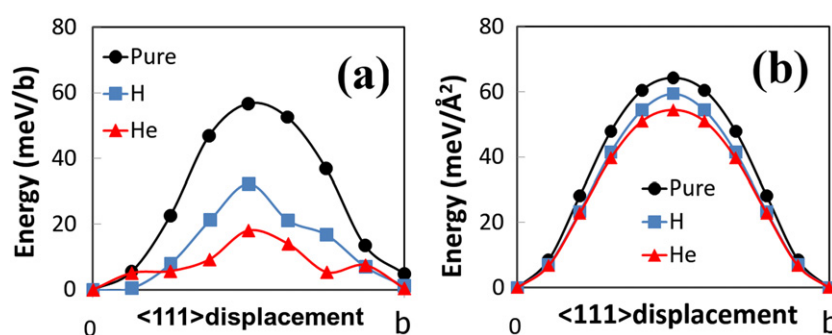 80
60
40
20
0
Energy (meV/b)
Pure
H
He
(a)
0
<111>displacement
b
80
60
40
20
0
Energy (meV/Å²)
(b)
Pure
H
He
0
<111>displacement
b